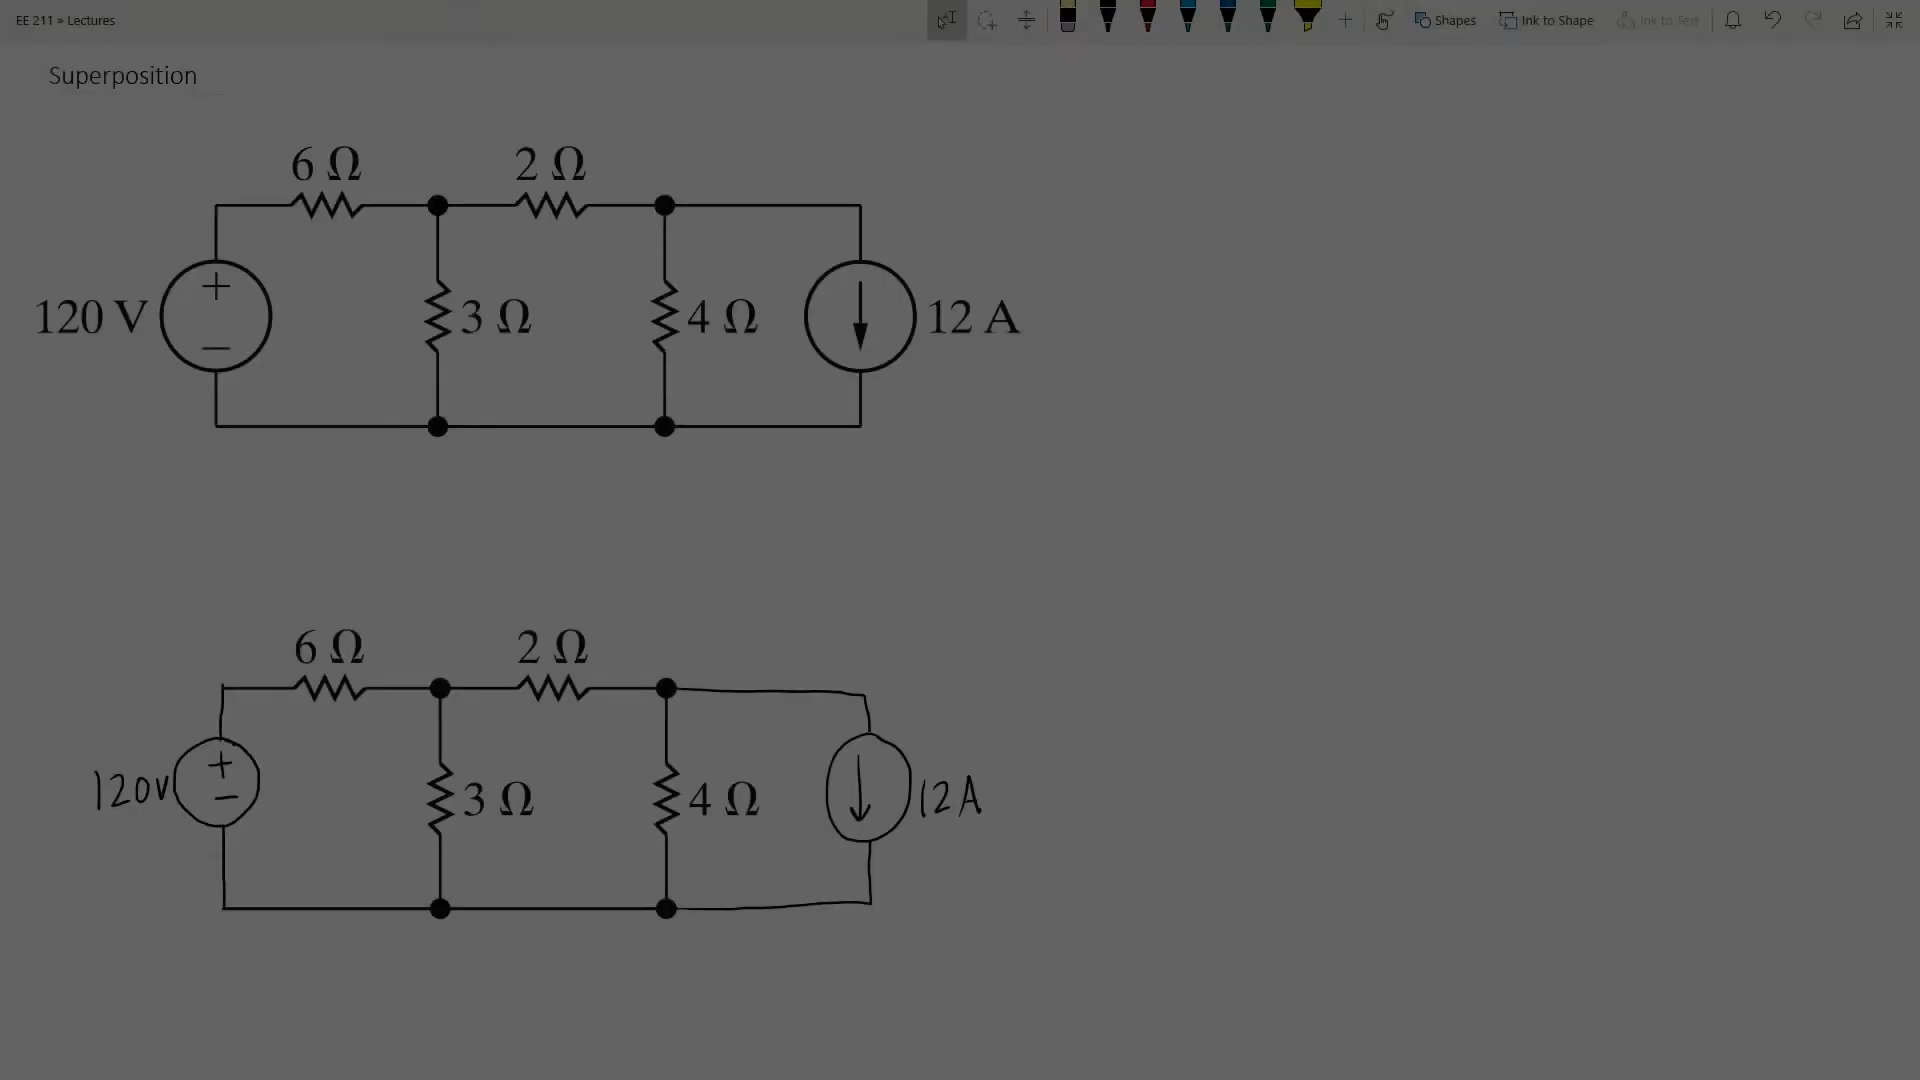 EE 211 » Lectures
Shapes
Ink to Shape
Ink to Text
Superposition
6 Ω
2 Ω
120 V
+
−
3 Ω
4 Ω
12 A
6 Ω
2 Ω
120V
+
−
3 Ω
4 Ω
12A